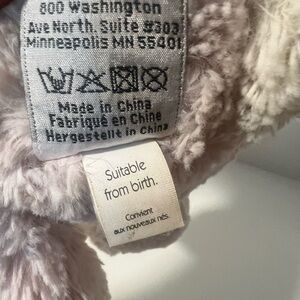 800 Washington
Ave North. Suite #303
Minneapolis MN 55401
Made in China
Fabriqué en Chine
Hergestellt in China
Suitable
from birth.
Convient
aux nouveaux nés.